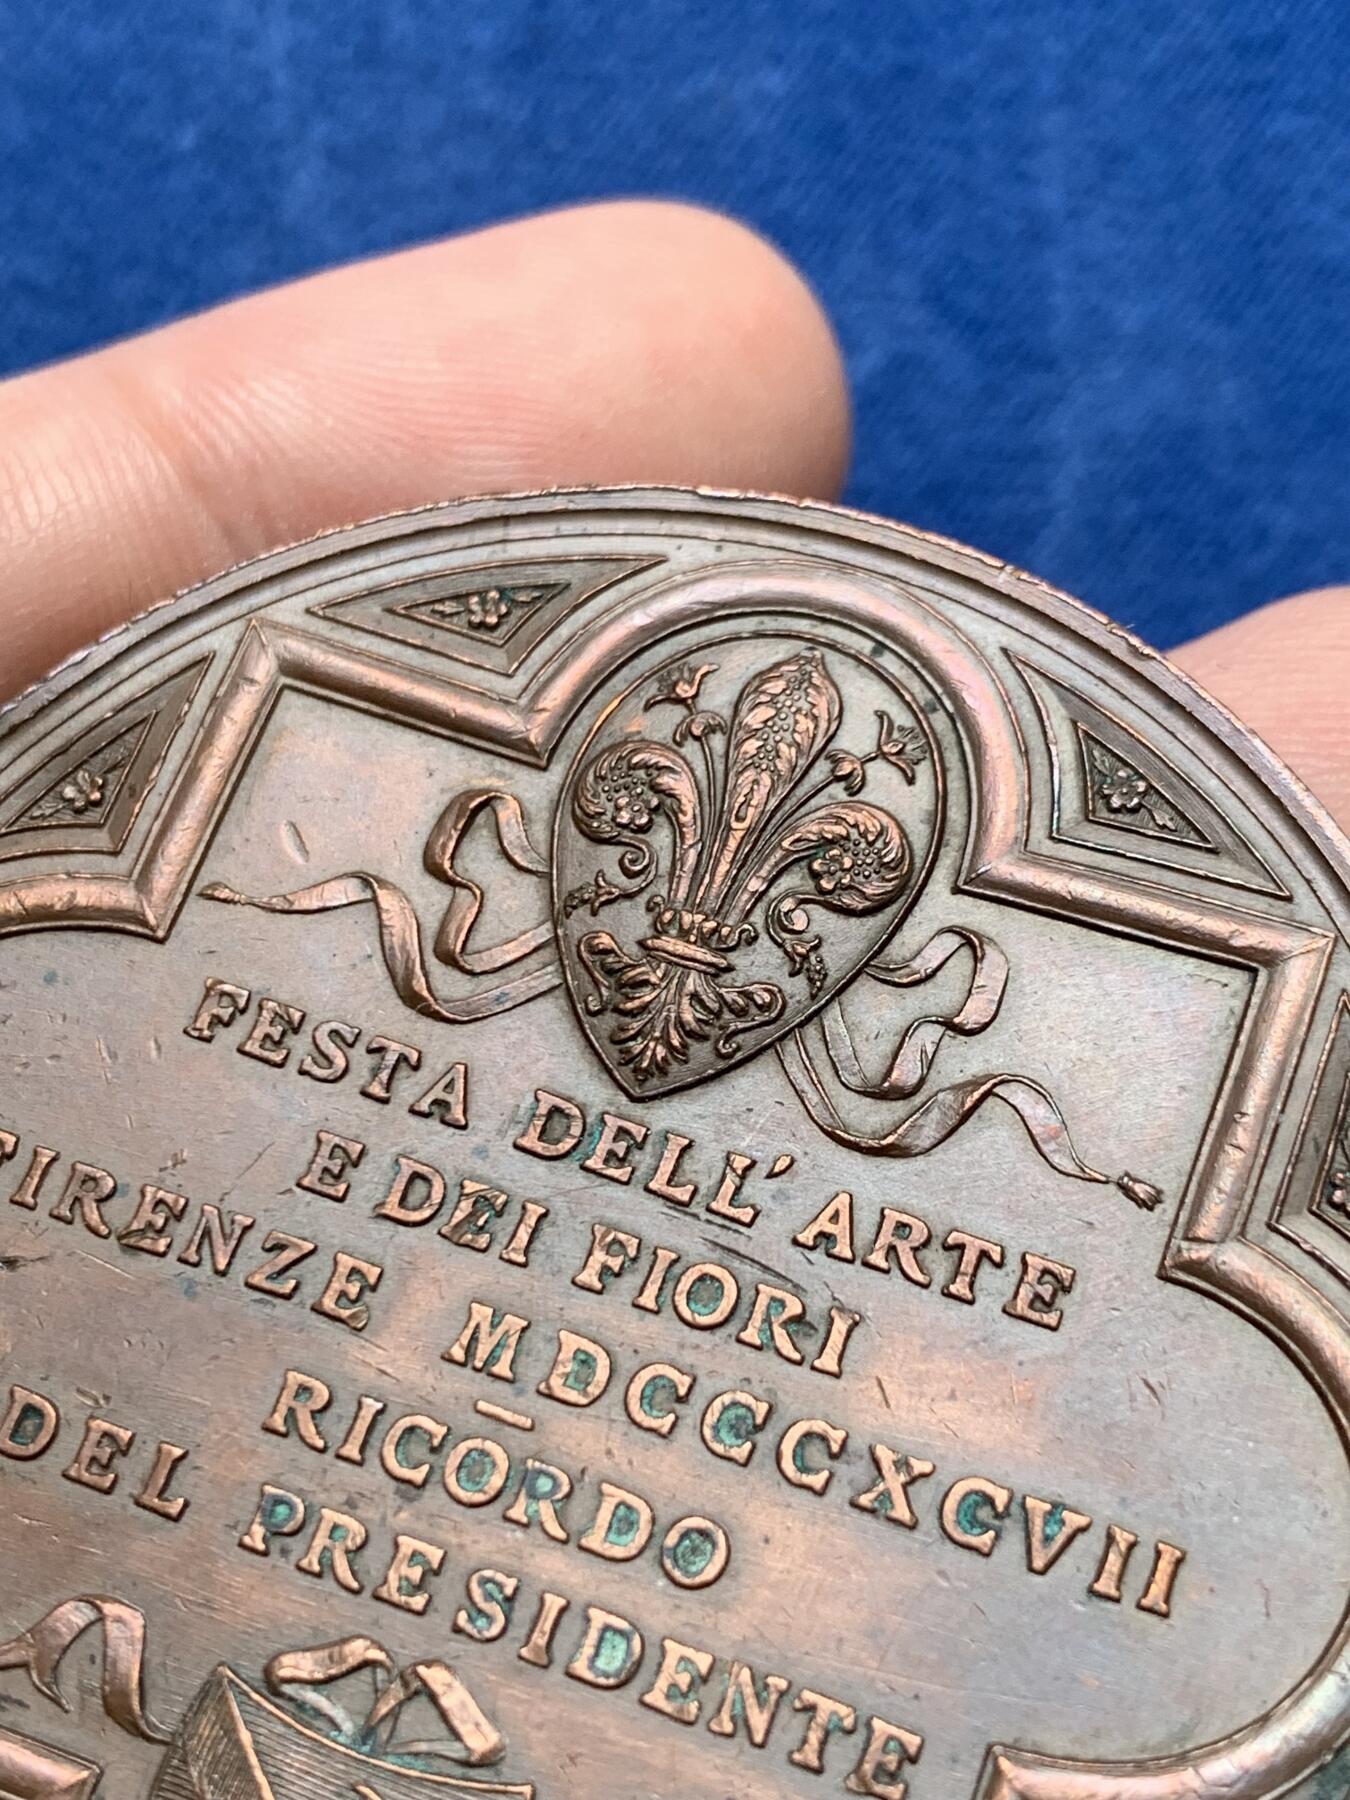 FESTA DELL'ARTE
E DEI FIORI
FIRENZE MDCCCXCVII
RICORDO
DEL PRESIDENTE